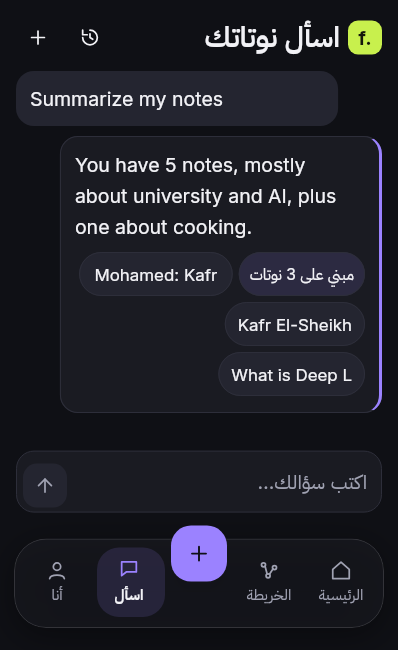 f. اسأل نوتاتك
Summarize my notes
You have 5 notes, mostly
about university and AI, plus
one about cooking.
مبني على 3 نوتات
Mohamed: Kafr
Kafr El-Sheikh
What is Deep L
اكتب سؤالك...
الرئيسية
الخريطة
اسأل
أنا